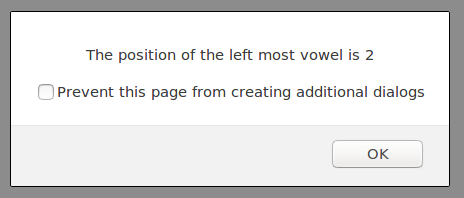 The position of the left most vowel is 2
Prevent this page from creating additional dialogs
OK